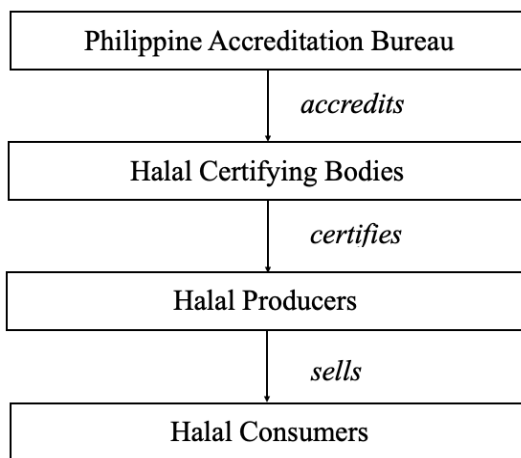 Philippine Accreditation Bureau
accredits
Halal Certifying Bodies
certifies
Halal Producers
sells
Halal Consumers